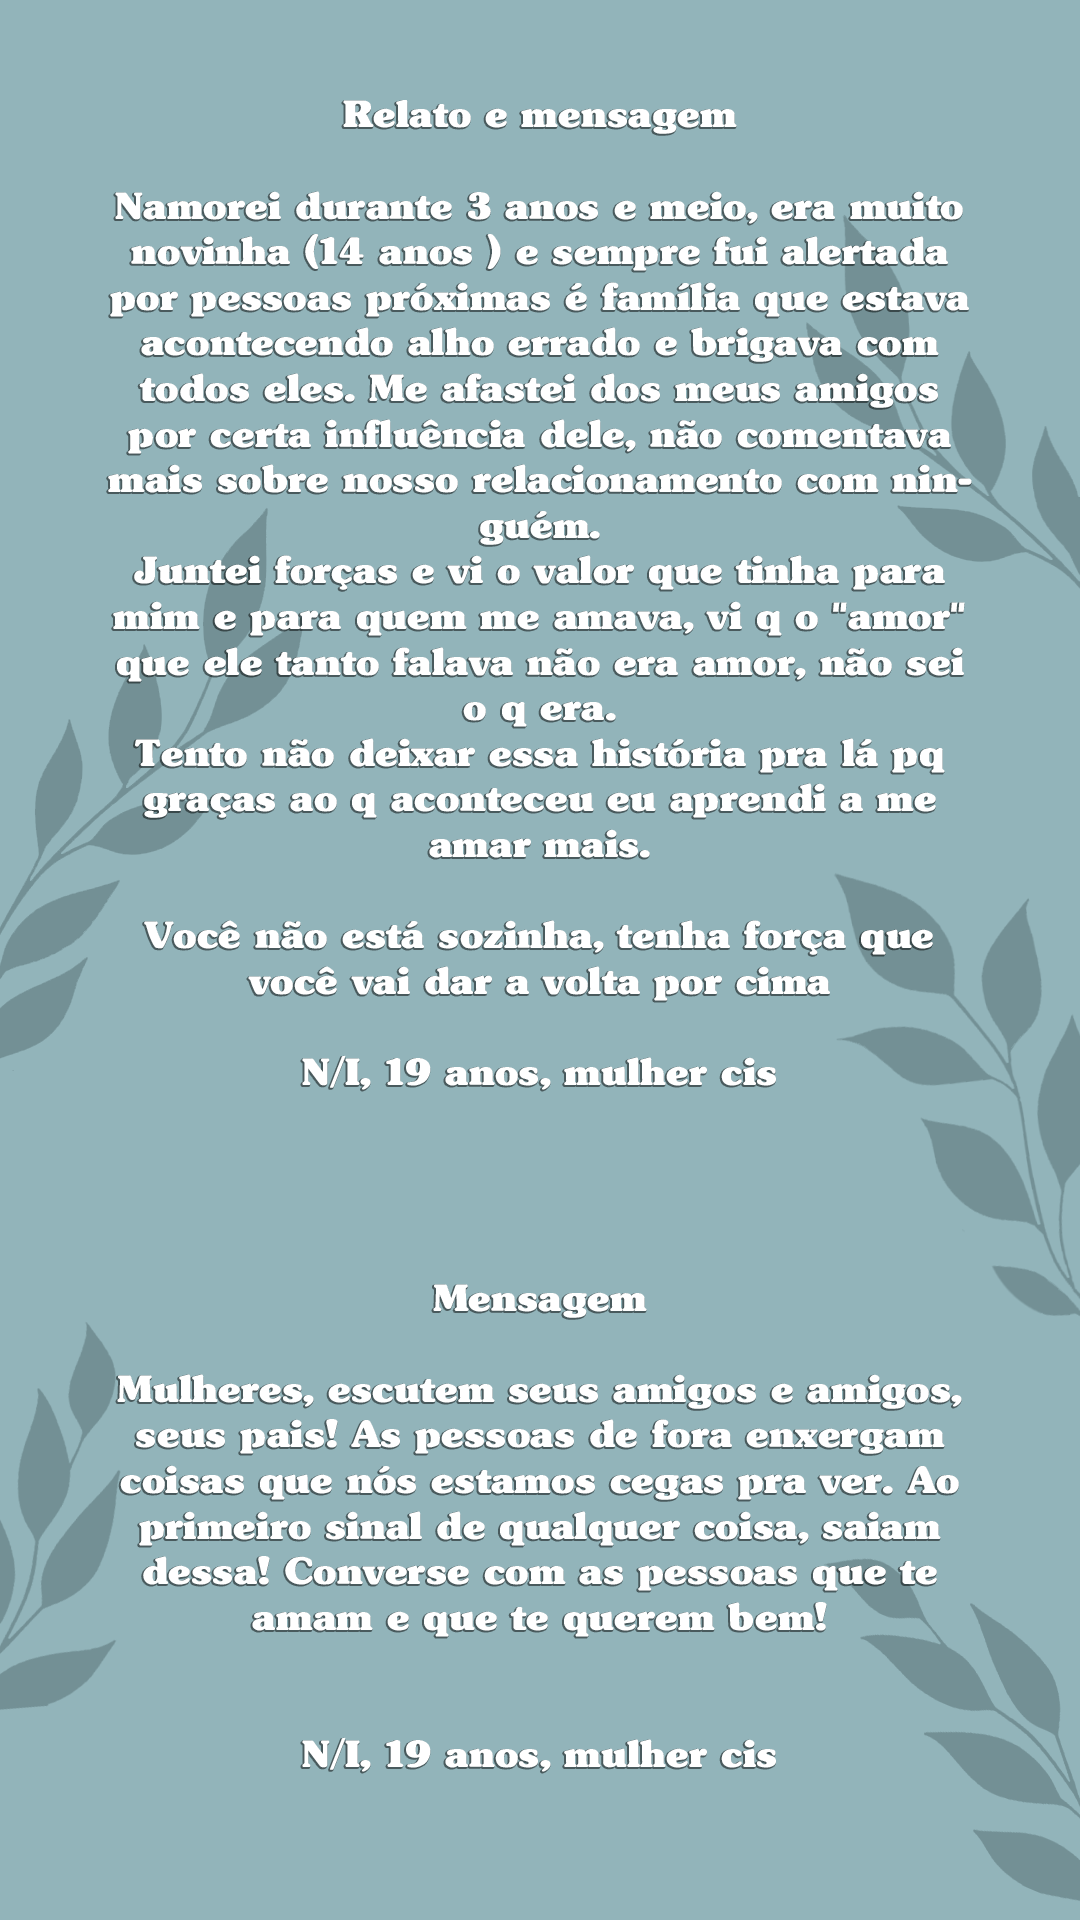 Relato e mensagem
Namorei durante 3 anos e meio, era muito
novinha (14 anos ) e sempre fui alertada
por pessoas próximas é família que estava
acontecendo alho errado e brigava com
todos eles. Me afastei dos meus amigos
por certa influência dele, não comentava
mais sobre nosso relacionamento com nin-
guém.
Juntei forças e vi o valor que tinha para
mim e para quem me amava, vi q o "amor"
que ele tanto falava não era amor, não sei
o q era.
Tento não deixar essa história pra lá pq
graças ao q aconteceu eu aprendi a me
amar mais.
Você não está sozinha, tenha força que
você vai dar a volta por cima
N/I, 19 anos, mulher cis
Mensagem
Mulheres, escutem seus amigos e amigos,
seus pais! As pessoas de fora enxergam
coisas que nós estamos cegas pra ver. Ao
primeiro sinal de qualquer coisa, saiam
dessa! Converse com as pessoas que te
amam e que te querem bem!
N/I, 19 anos, mulher cis